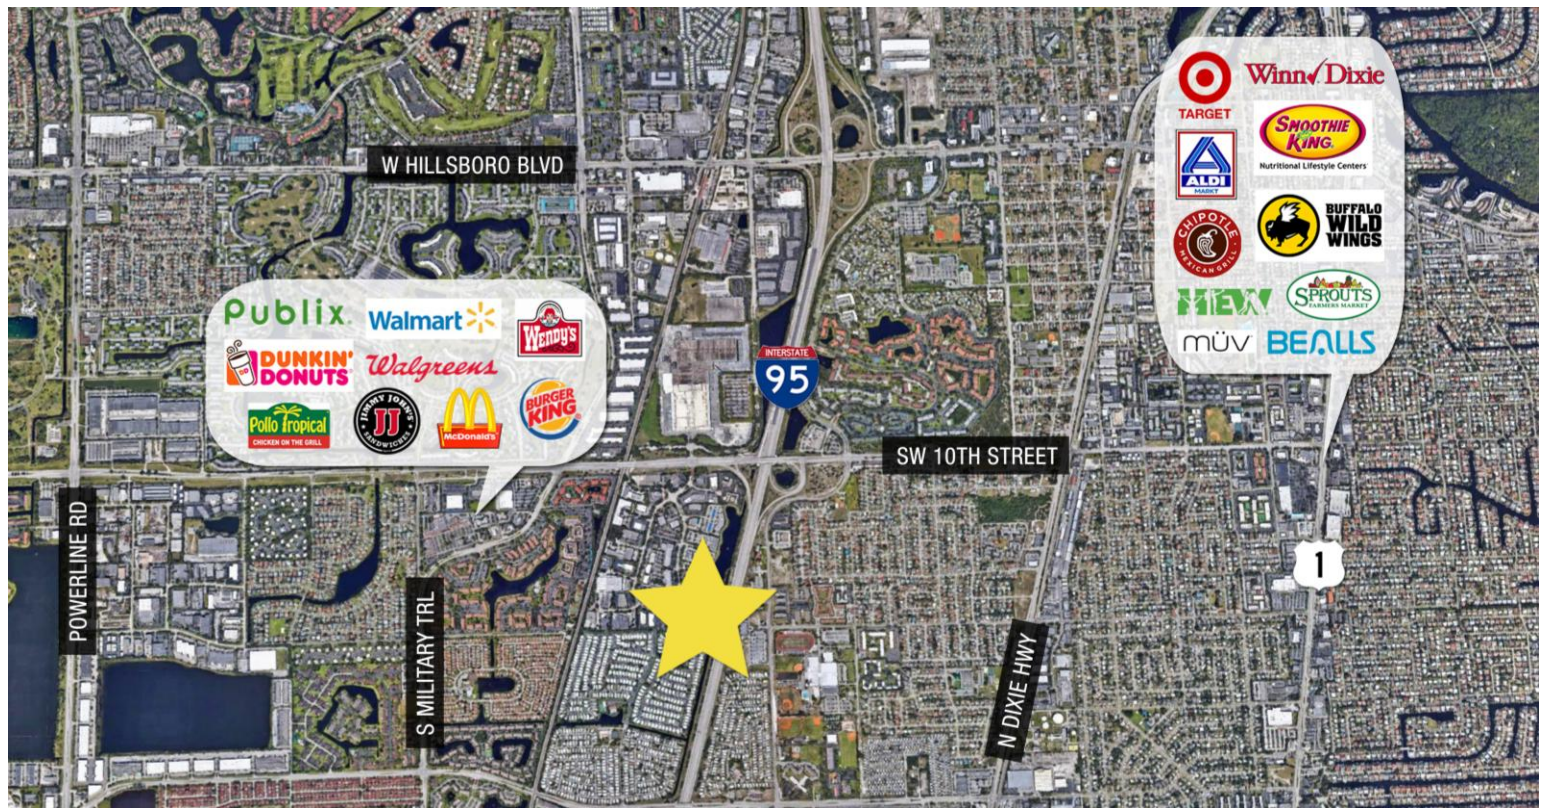 W HILLSBORO BLVD
TARGET
Winn Dixie
SMOOTHIE
KING
Nutritional Lifestyle Centers
ALDI
MARKT
CHIPOTLE
MEXICAN GRILL
BUFFALO
WILD
WINGS
SPROUTS
FARMERS MARKET
müv
BEALLS
Publix
Walmart
WENDY'S
DUNKIN'
DONUTS
Walgreens
Pollo Tropical
CHICKEN ON THE GRILL
JIMMY JOHN'S
JJ
SANDWICHES
McDonald's
BURGER
KING
INTERSTATE
95
SW 10TH STREET
POWERLINE RD
S MILITARY TRL
N DIXIE HWY
1